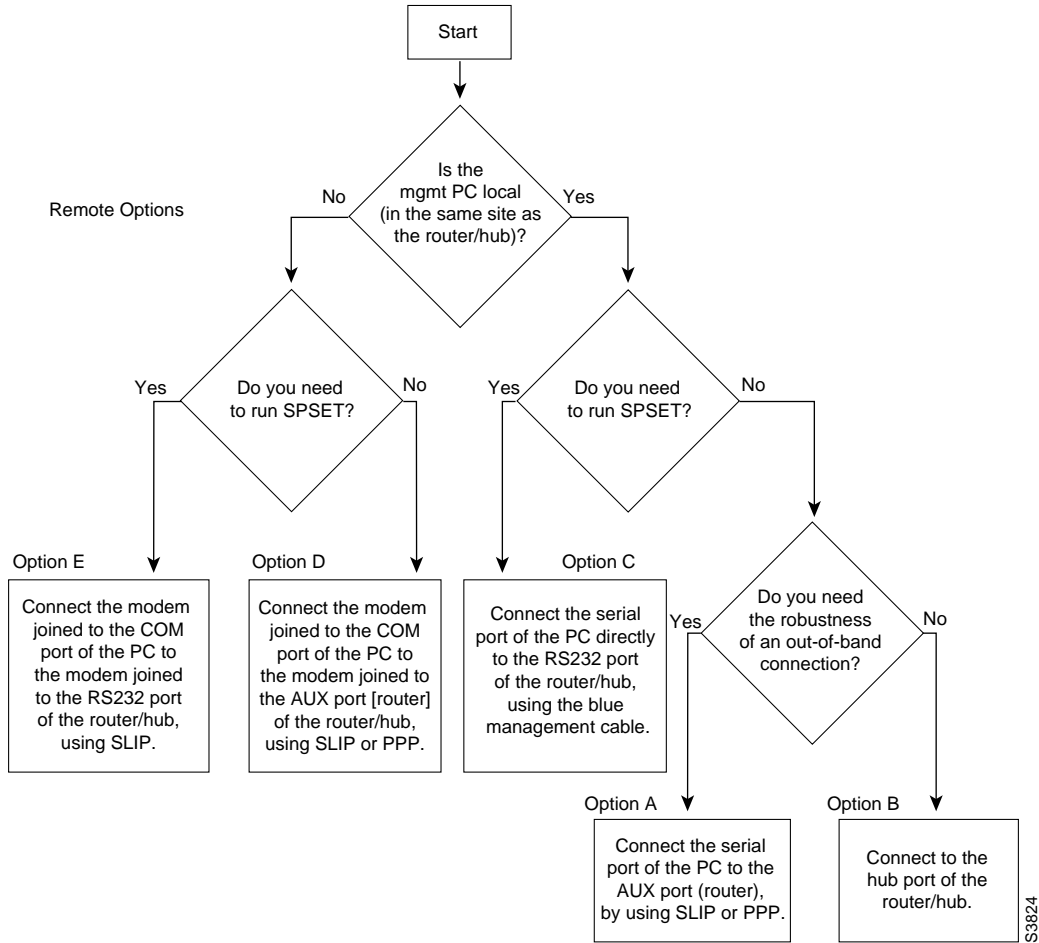 Start
Is the
mgmt PC local
(in the same site as
the router/hub)?
No
Yes
Remote Options
Do you need
to run SPSET?
Yes
No
Do you need
to run SPSET?
Yes
No
Option E
Connect the modem
joined to the COM
port of the PC to
the modem joined
to the RS232 port
of the router/hub,
using SLIP.
Option D
Connect the modem
joined to the COM
port of the PC to
the modem joined to
the AUX port [router]
of the router/hub,
using SLIP or PPP.
Option C
Connect the serial
port of the PC directly
to the RS232 port
of the router/hub,
using the blue
management cable.
Do you need
the robustness
of an out-of-band
connection?
Yes
No
Option A
Connect the serial
port of the PC to the
AUX port (router),
by using SLIP or PPP.
Option B
Connect to the
hub port of the
router/hub.
S3824